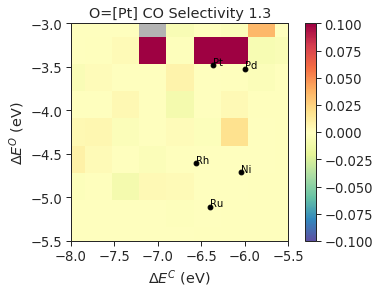 O=[Pt] CO Selectivity 1.3
−3.0
−3.5
−4.0
−4.5
−5.0
−5.5
ΔE^O (eV)
Pt
Pd
Rh
Ni
Ru
−8.0 −7.5 −7.0 −6.5 −6.0 −5.5
ΔE^C (eV)
0.100
0.075
0.050
0.025
0.000
−0.025
−0.050
−0.075
−0.100